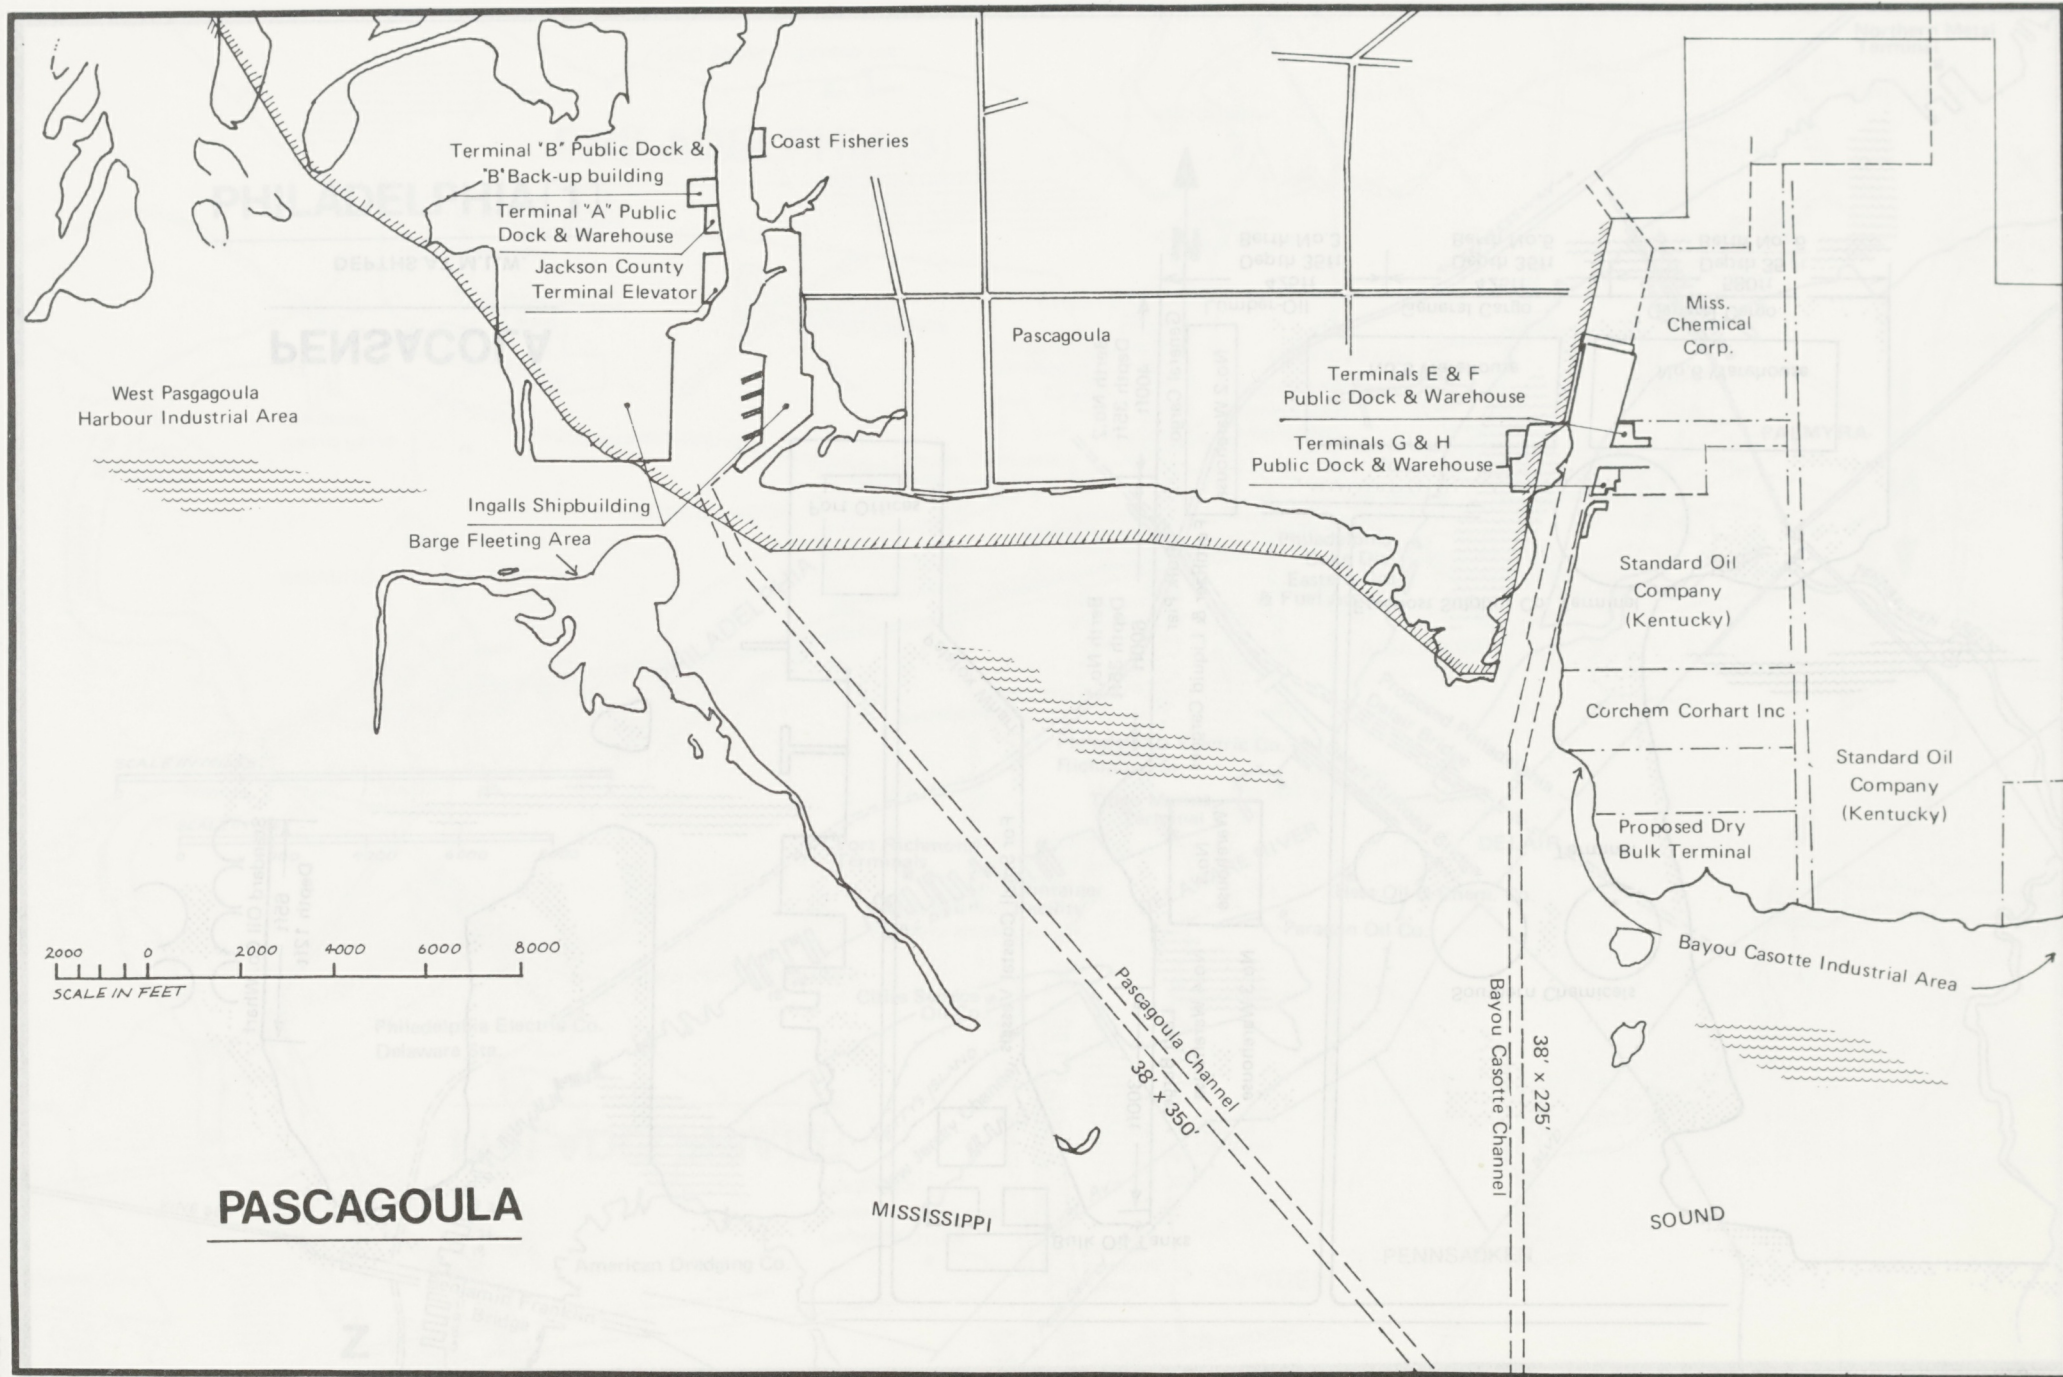 Coast Fisheries
Terminal "B" Public Dock &
"B" Back-up building
Terminal "A" Public
Dock & Warehouse
Jackson County
Terminal Elevator
Miss.
Chemical
Corp.
Pascagoula
Terminals E & F
Public Dock & Warehouse
West Pasgagoula
Harbour Industrial Area
Terminals G & H
Public Dock & Warehouse
Ingalls Shipbuilding
Barge Fleeting Area
Standard Oil
Company
(Kentucky)
Corchem Corhart Inc
Standard Oil
Company
(Kentucky)
Proposed Dry
Bulk Terminal
Bayou Casotte Industrial Area
2000 0 2000 4000 6000 8000
SCALE IN FEET
Pascagoula Channel
38' x 350'
Bayou Casotte Channel
38' x 225'
PASCAGOULA
MISSISSIPPI
SOUND